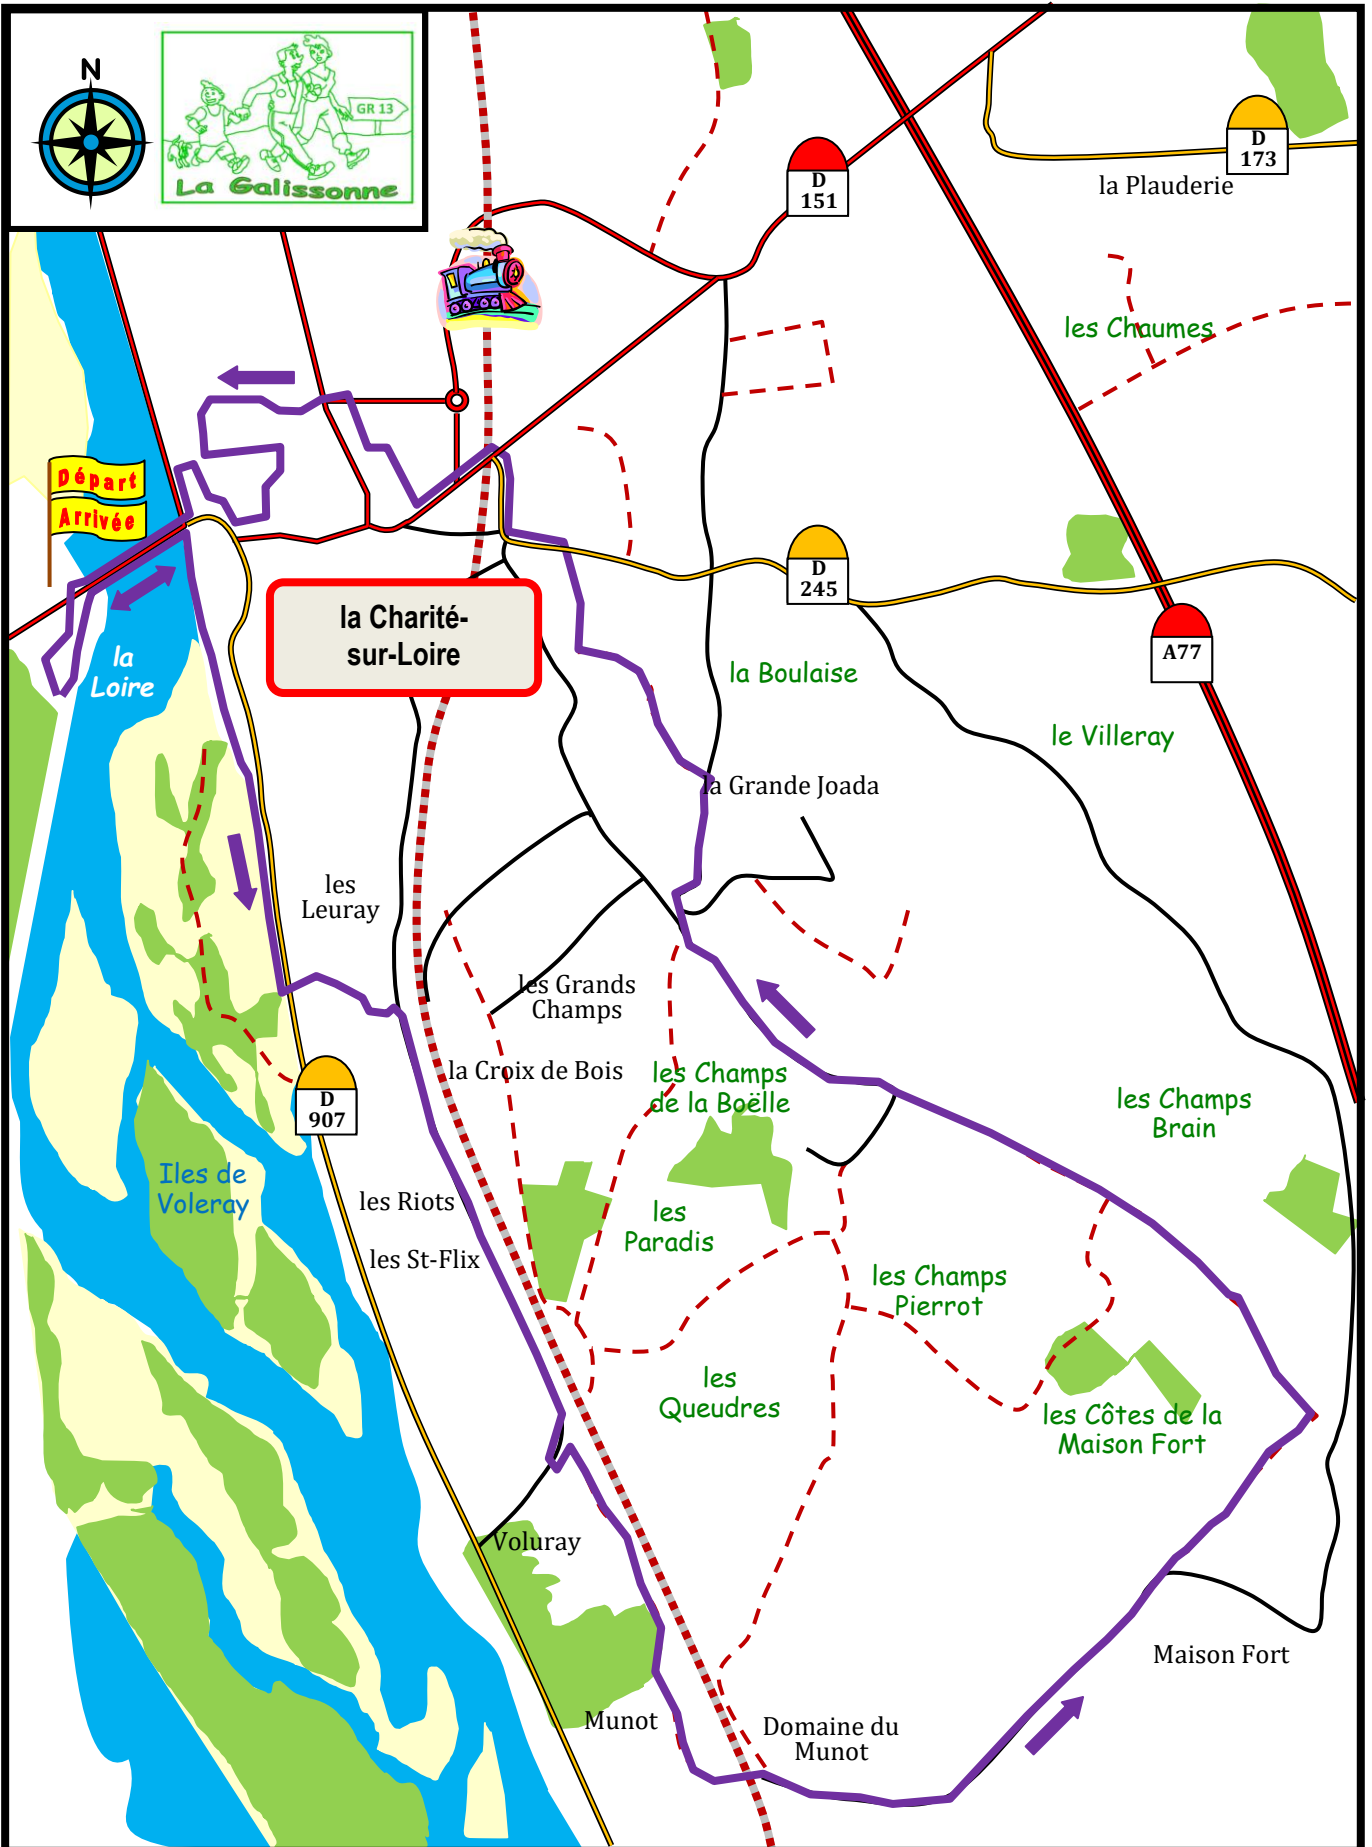 N
GR 13
La Galissonne
D
151
D
173
la Plauderie
les Chaumes
Départ
Arrivée
la Charité-
sur-Loire
la
Loire
D
245
A77
la Boulaise
le Villeray
la Grande Joada
les
Leuray
les Grands
Champs
la Croix de Bois
les Champs
de la Boëlle
les Champs
Brain
D
907
Iles de
Voleray
les Riots
les
Paradis
les St-Flix
les Champs
Pierrot
les
Queudres
les Côtes de la
Maison Fort
Voluray
Maison Fort
Munot
Domaine du
Munot